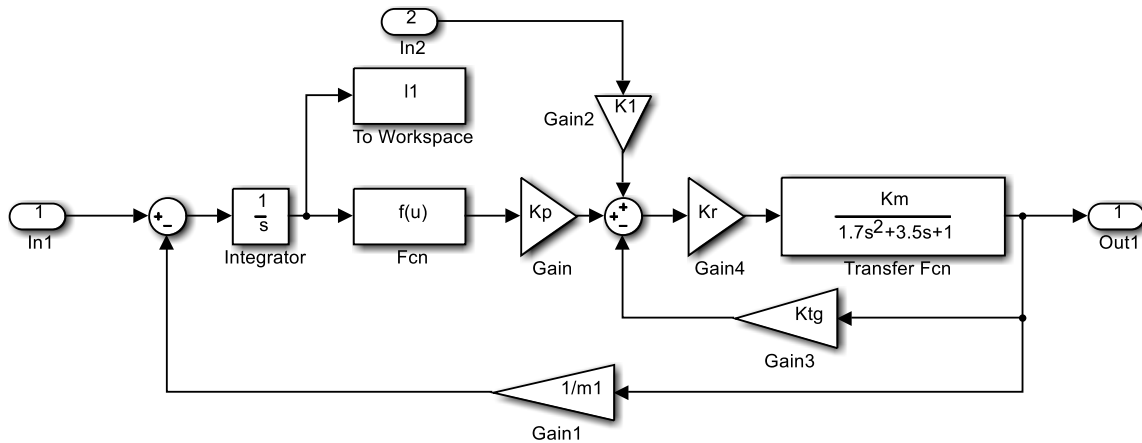 2
In2
I1
To Workspace
K1
Gain2
1
In1
+
−
1
s
Integrator
f(u)
Fcn
Kp
Gain
+
+
−
Kr
Gain4
Km
1.7s²+3.5s+1
Transfer Fcn
1
Out1
Ktg
Gain3
1/m1
Gain1